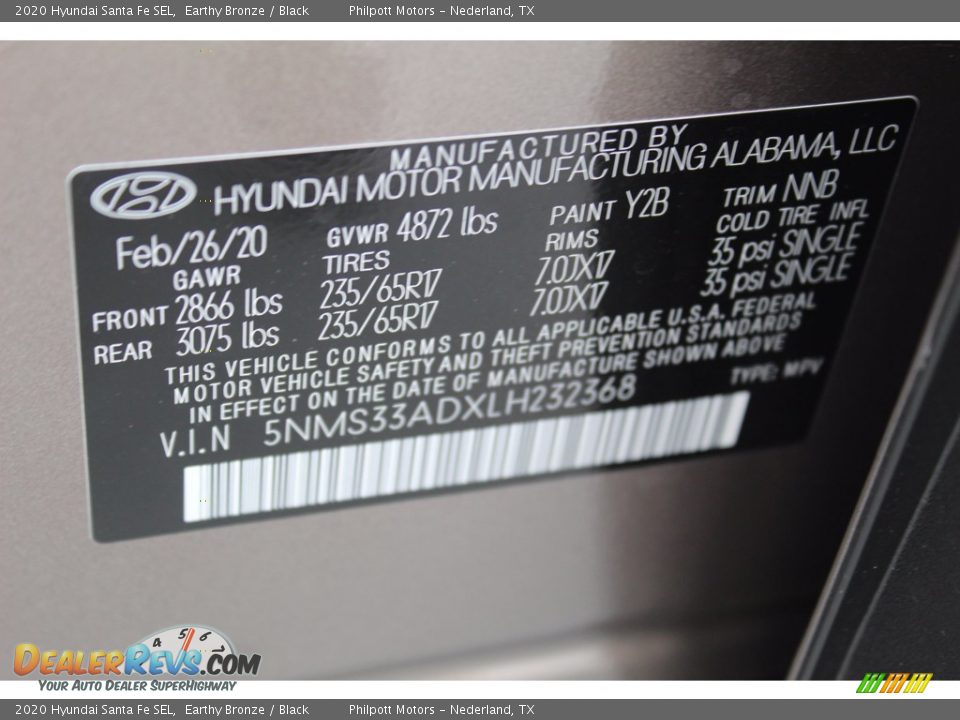 2020 Hyundai Santa Fe SEL, Earthy Bronze / Black Philpott Motors - Nederland, TX
MANUFACTURED BY
HYUNDAI MOTOR MANUFACTURING ALABAMA, LLC
Feb/26/20 GVWR 4872 lbs PAINT Y2B TRIM NNB
GAWR TIRES RIMS COLD TIRE INFL
FRONT 2866 lbs 235/65R17 7.0JX17 35 psi SINGLE
REAR 3075 lbs 235/65R17 7.0JX17 35 psi SINGLE
THIS VEHICLE CONFORMS TO ALL APPLICABLE U.S.A. FEDERAL
MOTOR VEHICLE SAFETY AND THEFT PREVENTION STANDARDS
IN EFFECT ON THE DATE OF MANUFACTURE SHOWN ABOVE
V.I.N 5NMS33ADXLH232368 TYPE: MPV
4 5 6
DEALERREVS.COM
YOUR AUTO DEALER SUPERHIGHWAY
2020 Hyundai Santa Fe SEL, Earthy Bronze / Black Philpott Motors - Nederland, TX